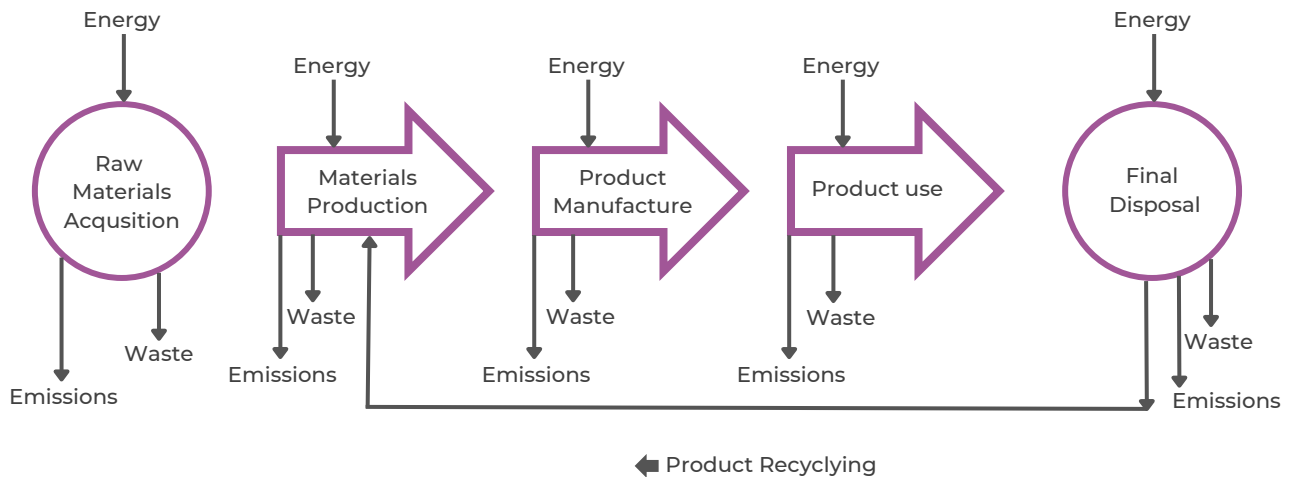 Energy
Energy
Energy
Energy
Energy
Raw
Materials
Acqusition
Materials
Production
Product
Manufacture
Product use
Final
Disposal
Waste
Emissions
Waste
Emissions
Waste
Emissions
Waste
Emissions
Waste
Emissions
Product Recyclying